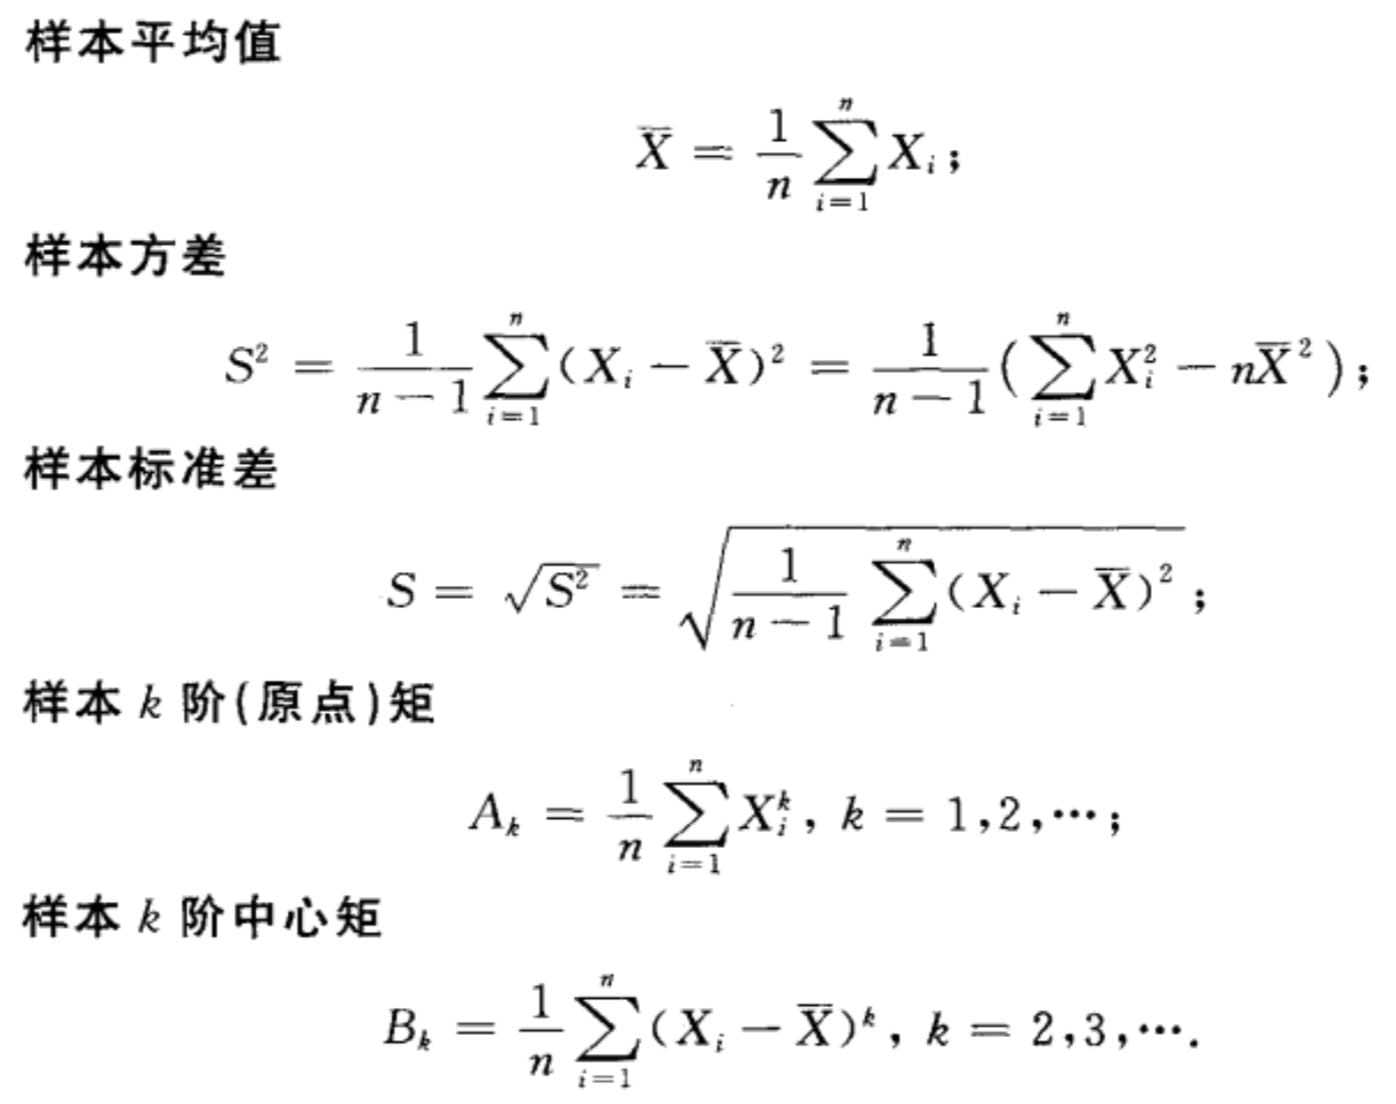 样本平均值
$\overline{X} = \frac{1}{n}\sum_{i=1}^{n} X_i;$
样本方差
$S^2 = \frac{1}{n-1}\sum_{i=1}^{n}(X_i - \overline{X})^2 = \frac{1}{n-1}(\sum_{i=1}^{n} X_i^2 - n\overline{X}^2);$
样本标准差
$S = \sqrt{S^2} = \sqrt{\frac{1}{n-1}\sum_{i=1}^{n}(X_i - \overline{X})^2};$
样本 k 阶(原点)矩
$A_k = \frac{1}{n}\sum_{i=1}^{n} X_i^k, k = 1,2,\cdots;$
样本 k 阶中心矩
$B_k = \frac{1}{n}\sum_{i=1}^{n}(X_i - \overline{X})^k, k = 2,3,\cdots.$